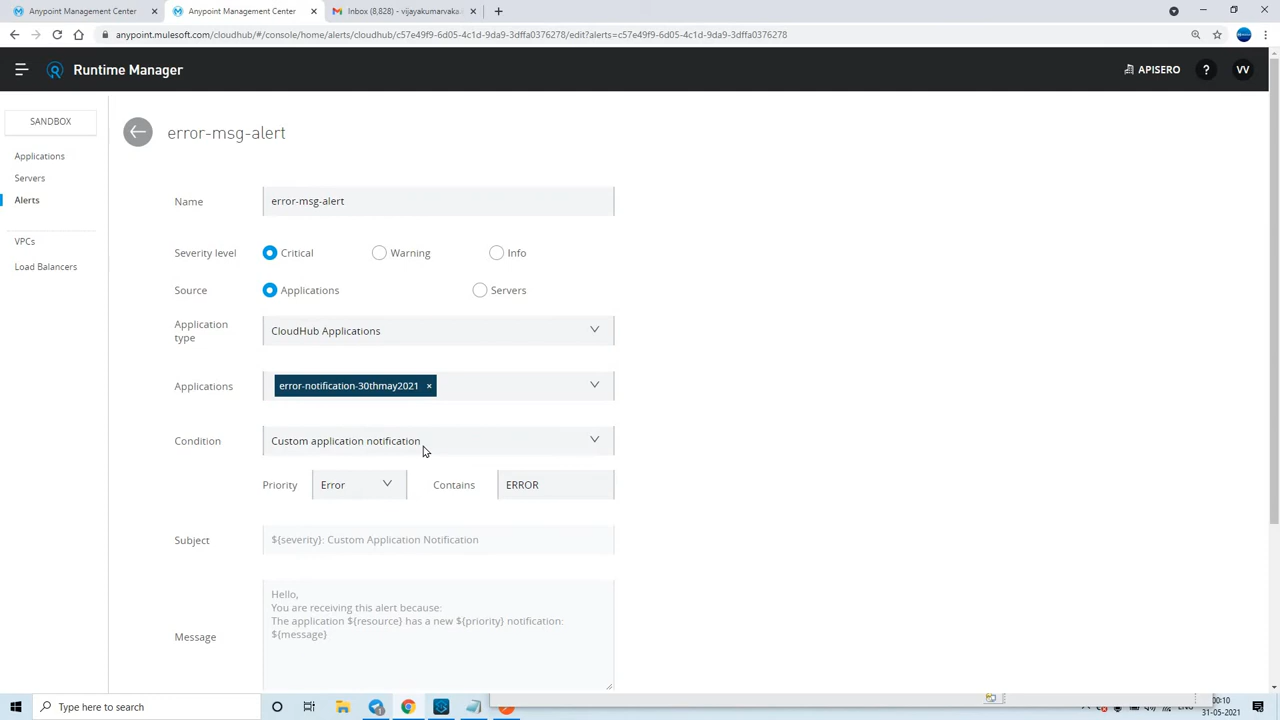 Anypoint Management Center
Anypoint Management Center
Inbox (8,828) - vijayakumarvaka
anypoint.mulesoft.com/cloudhub/#/console/home/alerts/cloudhub/c57e49f9-6d05-4c1d-9da9-3dffa0376278/edit?alerts=c57e49f9-6d05-4c1d-9da9-3dffa0376278
Runtime Manager
APISERO
?
VV
SANDBOX
Applications
Servers
Alerts
VPCs
Load Balancers
error-msg-alert
Name
error-msg-alert
Severity level
Critical
Warning
Info
Source
Applications
Servers
Application
type
CloudHub Applications
Applications
error-notification-30thmay2021 ×
Condition
Custom application notification
Priority
Error
Contains
ERROR
Subject
${severity}: Custom Application Notification
Message
Hello,
You are receiving this alert because:
The application ${resource} has a new ${priority} notification:
${message}
Type here to search
ENG
00:10
31-05-2021